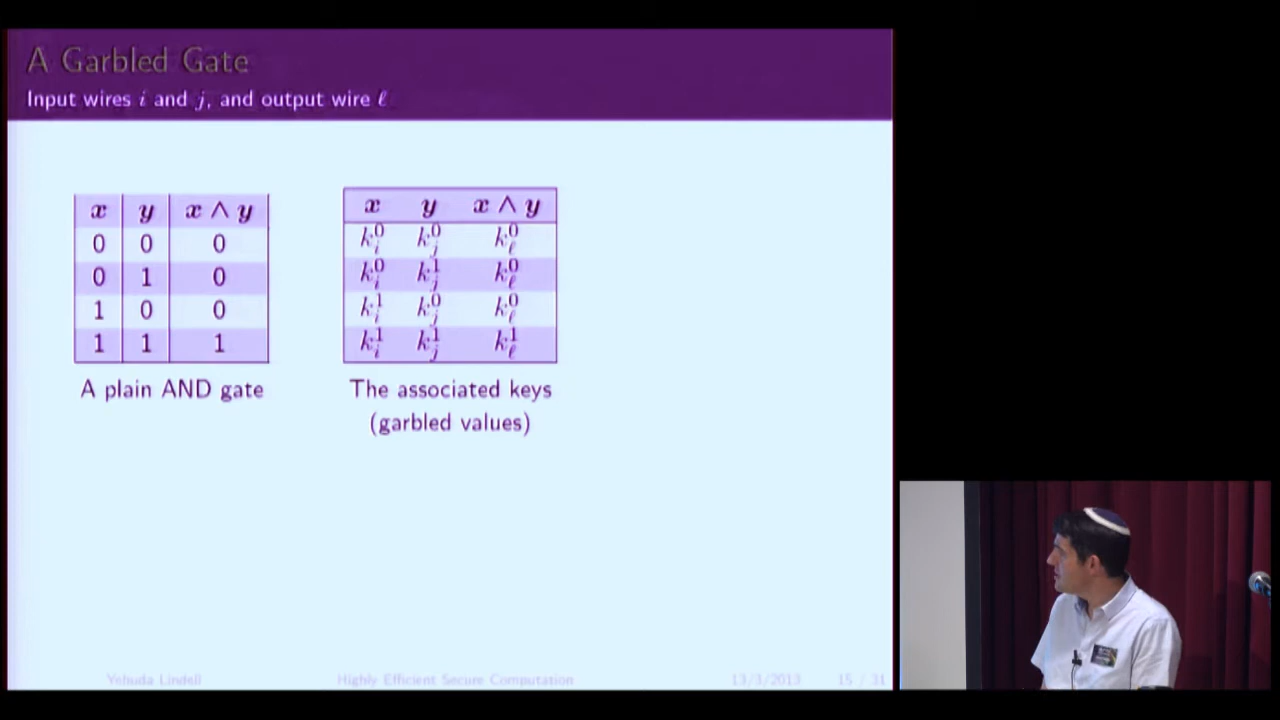 A Garbled Gate
Input wires i and j, and output wire ℓ
x y x ∧ y
0 0 0
0 1 0
1 0 0
1 1 1
A plain AND gate
x y x ∧ y
k_i^0 k_j^0 k_ℓ^0
k_i^0 k_j^1 k_ℓ^0
k_i^1 k_j^0 k_ℓ^0
k_i^1 k_j^1 k_ℓ^1
The associated keys
(garbled values)
Yehuda Lindell Highly Efficient Secure Computation 13/3/2013 15 / 31